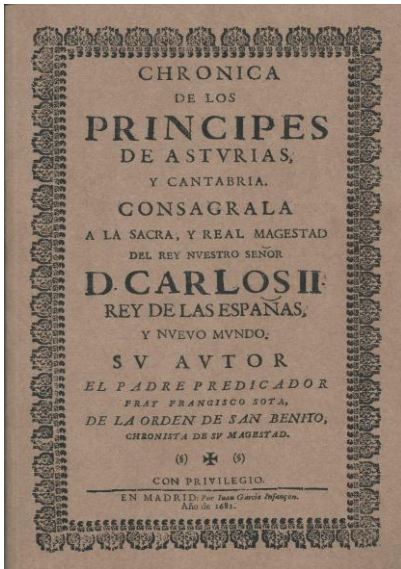 CHRONICA
DE LOS
PRINCIPES
DE ASTVRIAS,
Y CANTABRIA.
CONSAGRALA
A LA SACRA, Y REAL MAGESTAD
DEL REY NVESTRO SEÑOR
D. CARLOS II.
REY DE LAS ESPAÑAS,
Y NVEVO MVNDO.
SV AVTOR
EL PADRE PREDICADOR
FRAY FRANCISCO SOTA,
DE LA ORDEN DE SAN BENITO,
CHRONISTA DE SV MAGESTAD.
(§) ✠ (§)
CON PRIVILEGIO.
EN MADRID: Por Iuan Garcia Infançon.
Año de 1681.